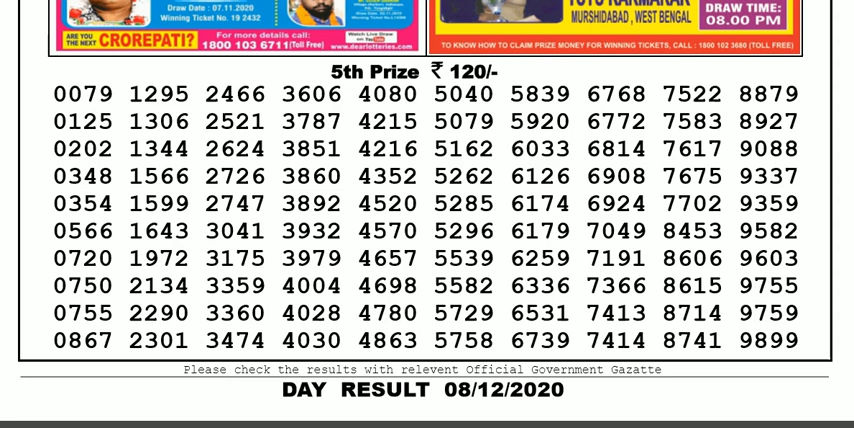 Draw Date : 07.11.2020
Winning Ticket No. 19 2432
ARE YOU THE NEXT CROREPATI?
For more details call:
1800 103 6711(Toll Free)
Watch Live Draw
on YouTube
www.dearlotteries.com
MURSHIDABAD, WEST BENGAL
DRAW TIME:
08.00 PM
TO KNOW HOW TO CLAIM PRIZE MONEY FOR WINNING TICKETS, CALL : 1800 102 3680 (TOLL FREE)
5th Prize ₹ 120/-
0079 1295 2466 3606 4080 5040 5839 6768 7522 8879
0125 1306 2521 3787 4215 5079 5920 6772 7583 8927
0202 1344 2624 3851 4216 5162 6033 6814 7617 9088
0348 1566 2726 3860 4352 5262 6126 6908 7675 9337
0354 1599 2747 3892 4520 5285 6174 6924 7702 9359
0566 1643 3041 3932 4570 5296 6179 7049 8453 9582
0720 1972 3175 3979 4657 5539 6259 7191 8606 9603
0750 2134 3359 4004 4698 5582 6336 7366 8615 9755
0755 2290 3360 4028 4780 5729 6531 7413 8714 9759
0867 2301 3474 4030 4863 5758 6739 7414 8741 9899
Please check the results with relevent Official Government Gazatte
DAY RESULT 08/12/2020